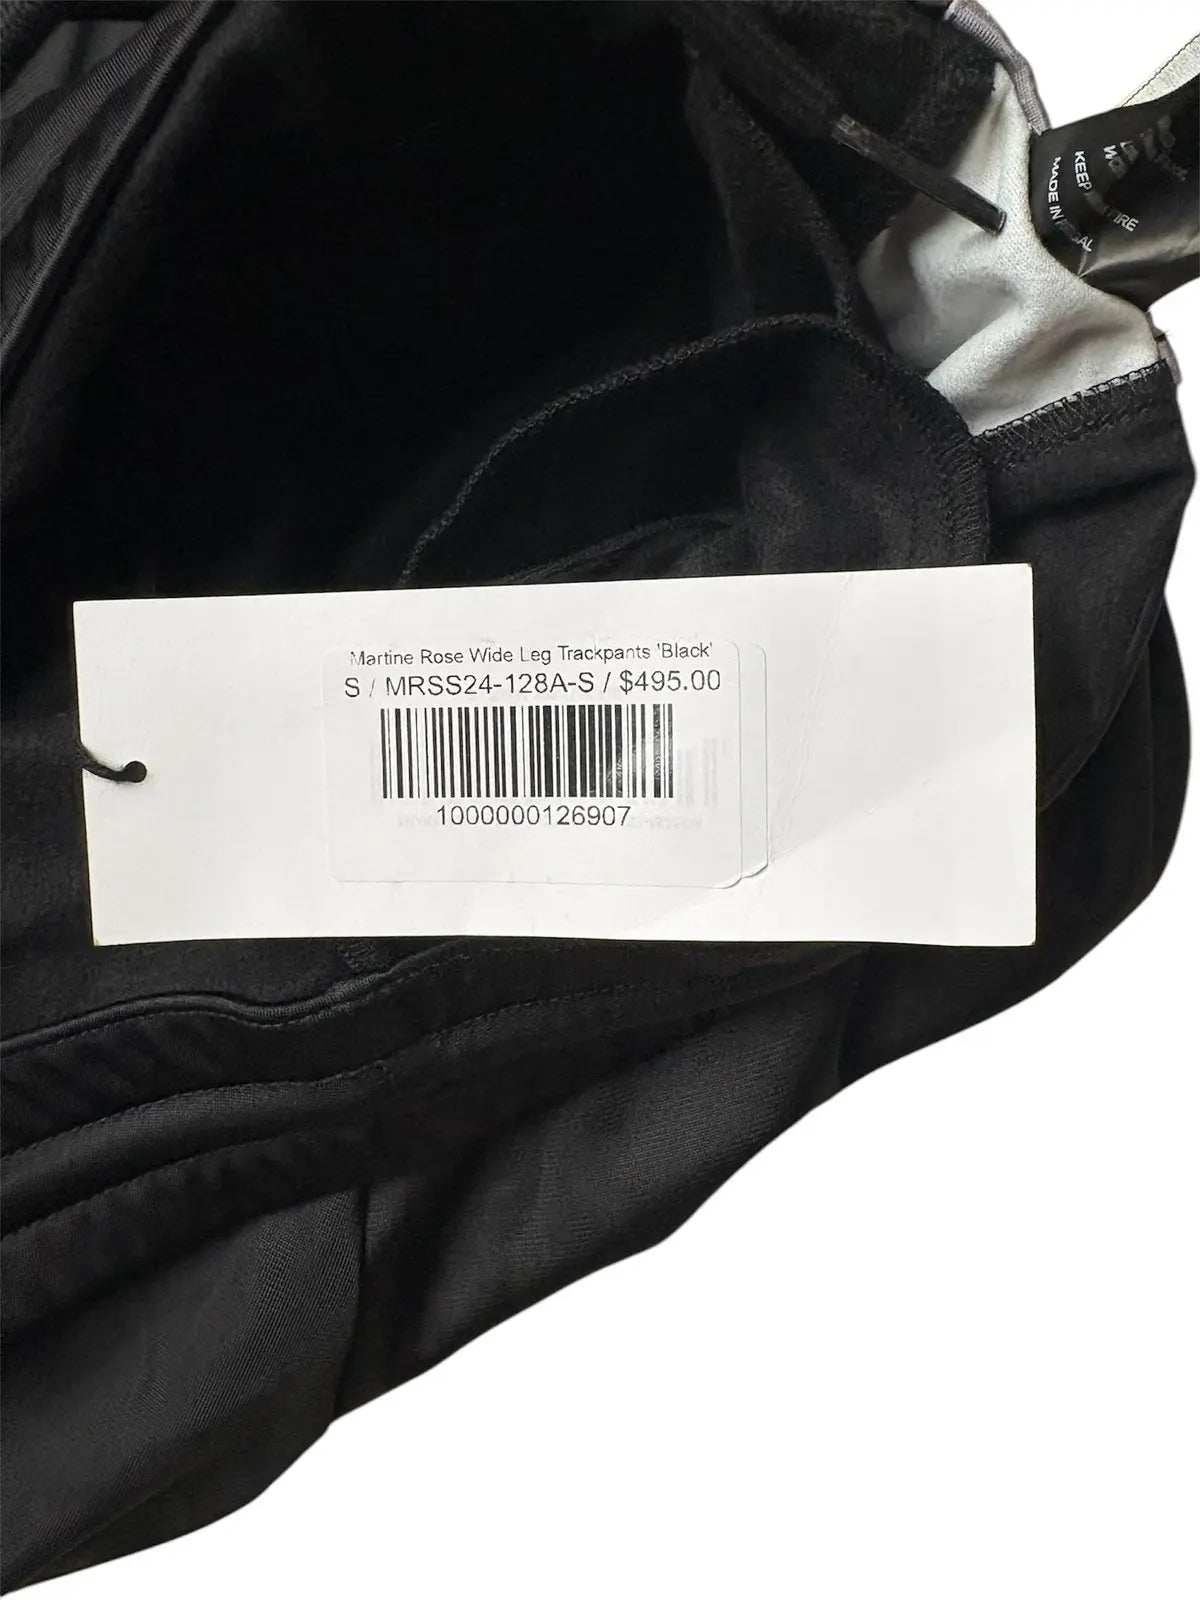 Martine Rose Wide Leg Trackpants 'Black'
S / MRSS24-128A-S / $495.00
1000000126907
KEEP
MADE IN